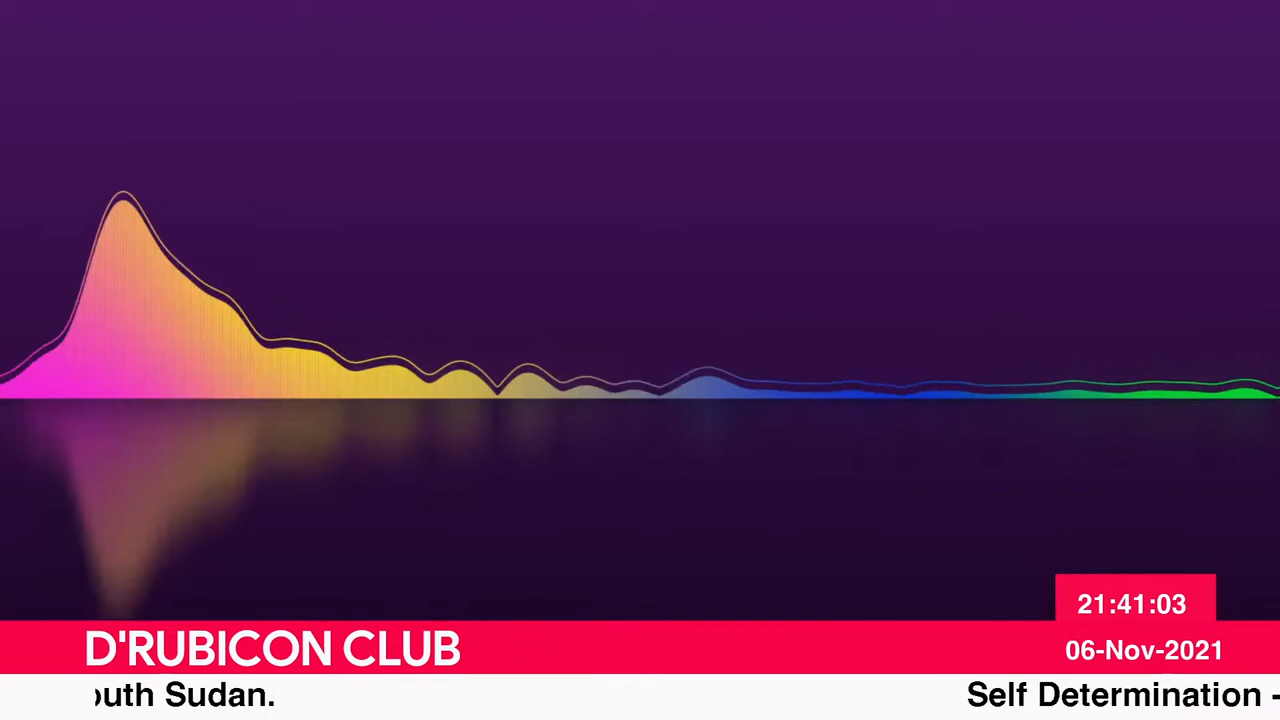 21:41:03
D'RUBICON CLUB
06-Nov-2021
outh Sudan.
Self Determination -